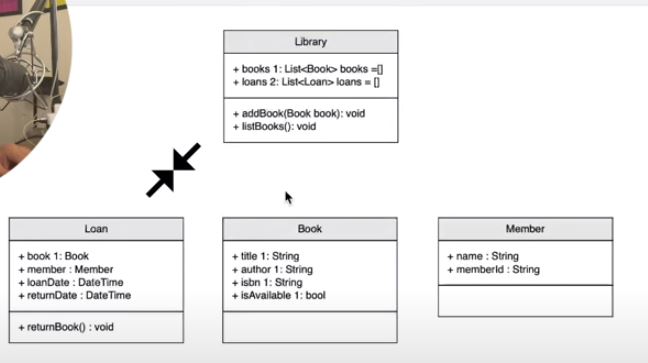 Library
+ books 1: List<Book> books =[]
+ loans 2: List<Loan> loans = []
+ addBook(Book book): void
+ listBooks(): void
Loan
+ book 1: Book
+ member : Member
+ loanDate : DateTime
+ returnDate : DateTime
+ returnBook() : void
Book
+ title 1: String
+ author 1: String
+ isbn 1: String
+ isAvailable 1: bool
Member
+ name : String
+ memberId : String